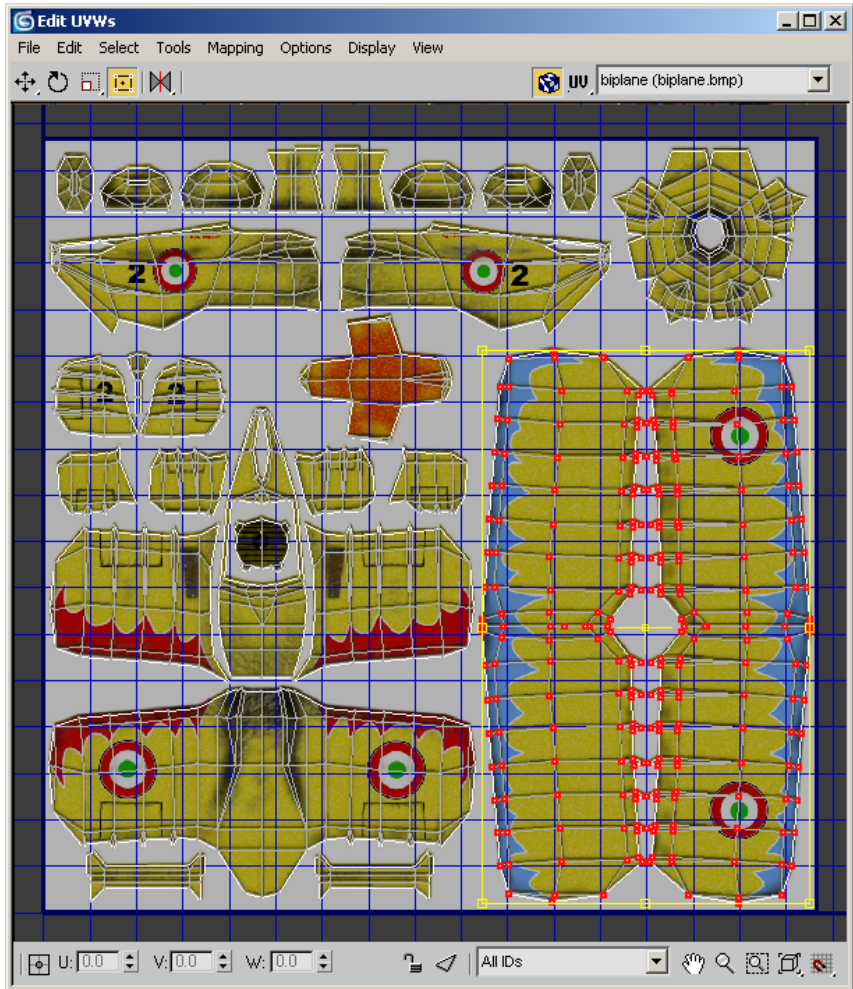 Edit UVWs
File Edit Select Tools Mapping Options Display View
UV biplane (biplane.bmp)
2 2
2 2
U: 0.0 V: 0.0 W: 0.0 All IDs